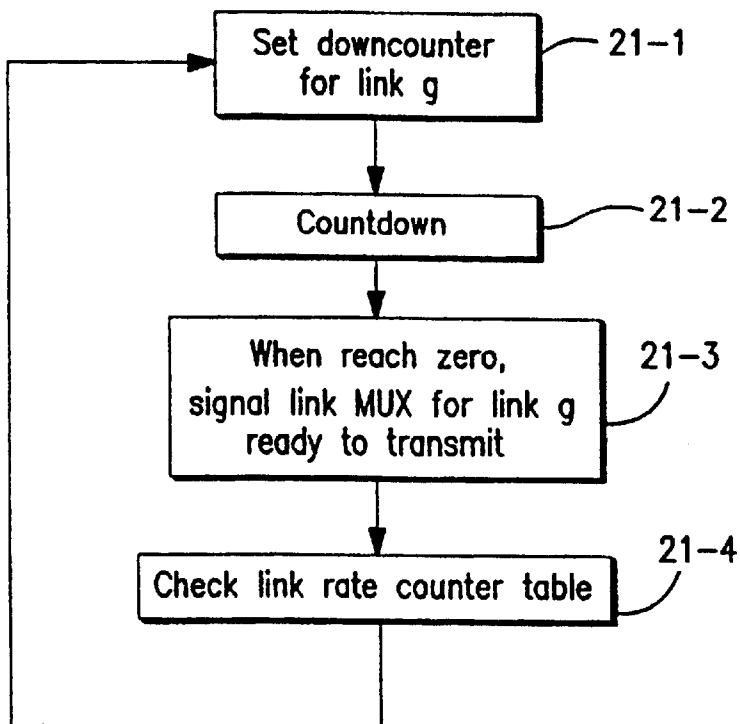 Set downcounter
for link g
21-1
Countdown
21-2
When reach zero,
signal link MUX for link g
ready to transmit
21-3
Check link rate counter table
21-4